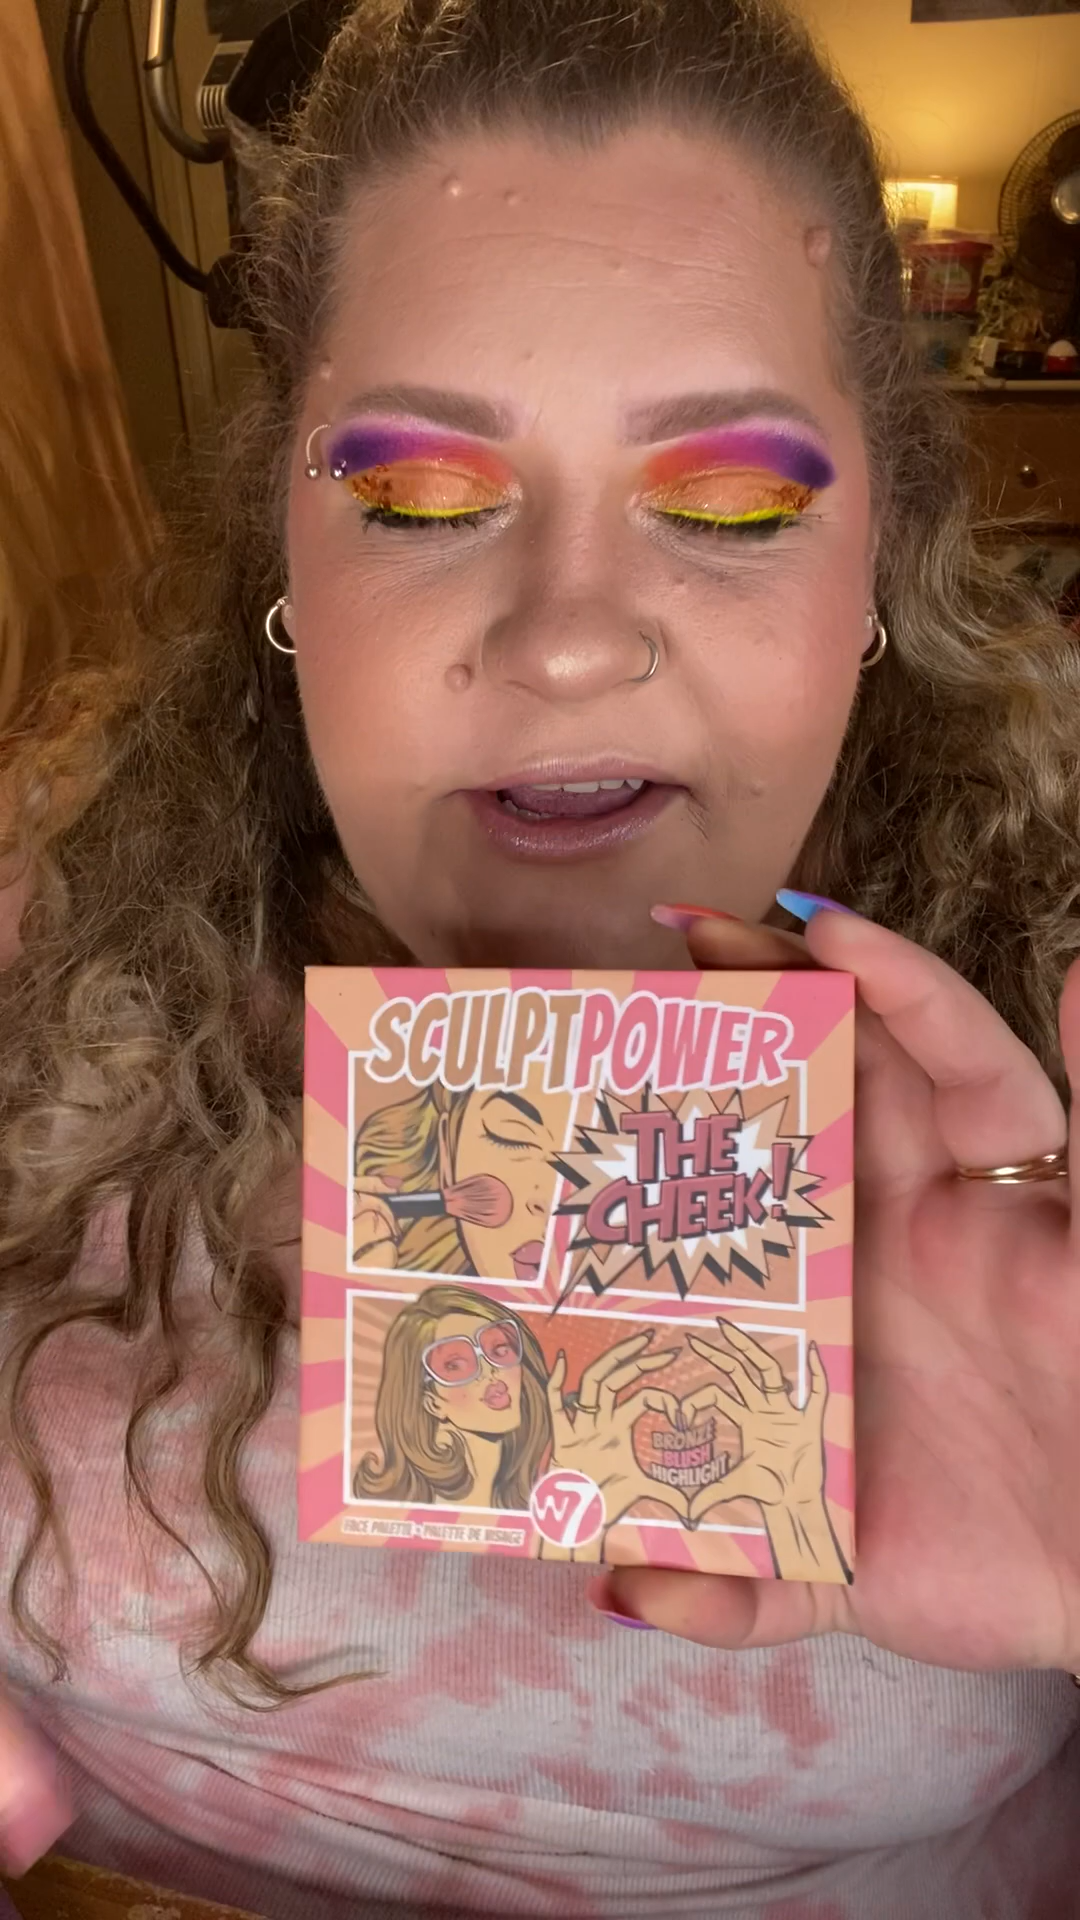 SCULPTPOWER
THE
CHEEK!
BRONZE
BLUSH
HIGHLIGHT
W7
FACE PALETTE • PALETTE DE VISAGE